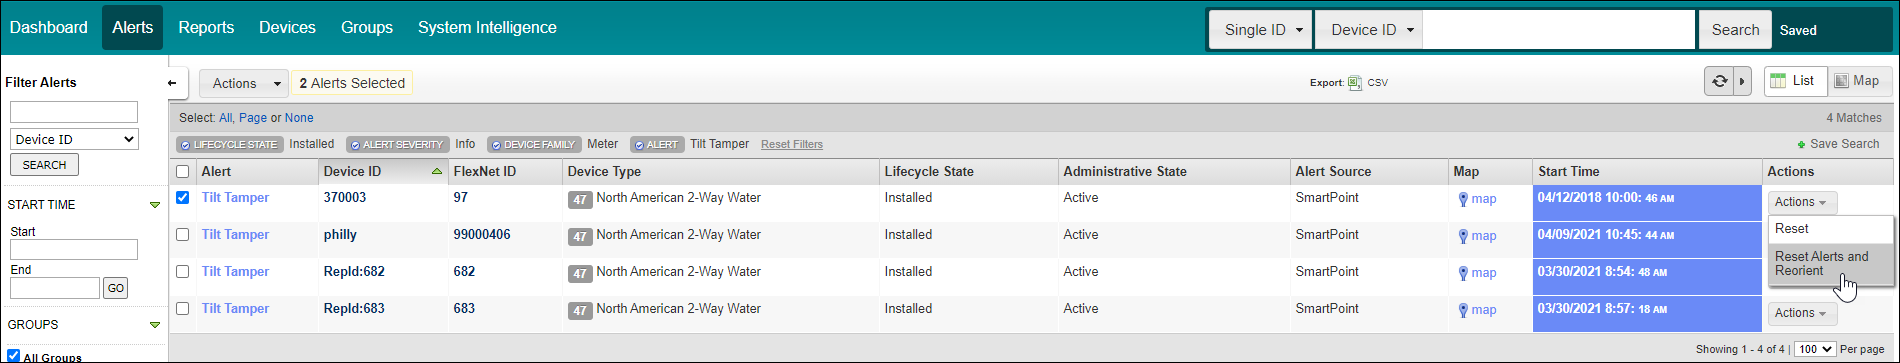 Dashboard Alerts Reports Devices Groups System Intelligence Single ID Device ID Search Saved
Filter Alerts Actions 2 Alerts Selected Export: CSV List Map
Device ID
SEARCH
START TIME
Start
End
GO
GROUPS
All Groups
Select: All, Page or None 4 Matches
LIFECYCLE STATE Installed ALERT SEVERITY Info DEVICE FAMILY Meter ALERT Tilt Tamper Reset Filters Save Search
Alert Device ID FlexNet ID Device Type Lifecycle State Administrative State Alert Source Map Start Time Actions
Tilt Tamper 370003 97 47 North American 2-Way Water Installed Active SmartPoint map 04/12/2018 10:00: 46 AM Actions
Tilt Tamper philly 99000406 47 North American 2-Way Water Installed Active SmartPoint map 04/09/2021 10:45: 44 AM
Tilt Tamper RepId:682 682 47 North American 2-Way Water Installed Active SmartPoint map 03/30/2021 8:54: 48 AM
Tilt Tamper RepId:683 683 47 North American 2-Way Water Installed Active SmartPoint map 03/30/2021 8:57: 18 AM Actions
Reset
Reset Alerts and
Reorient
Showing 1 - 4 of 4 | 100 Per page